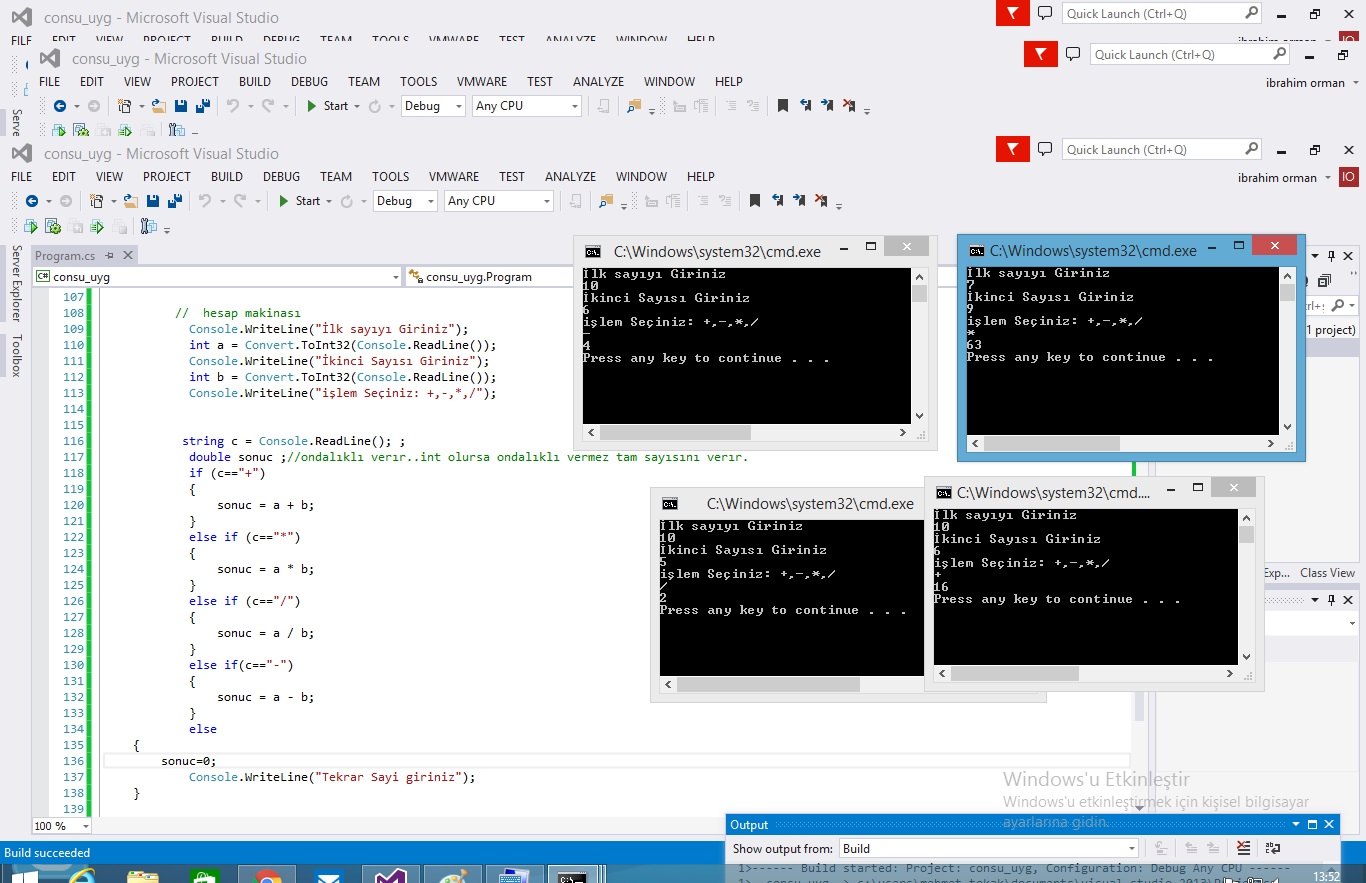 consu_uyg - Microsoft Visual Studio
Quick Launch (Ctrl+Q)
FILE EDIT VIEW PROJECT BUILD DEBUG TEAM TOOLS VMWARE TEST ANALYZE WINDOW HELP
ibrahim orman IO
consu_uyg - Microsoft Visual Studio
Quick Launch (Ctrl+Q)
FILE EDIT VIEW PROJECT BUILD DEBUG TEAM TOOLS VMWARE TEST ANALYZE WINDOW HELP
ibrahim orman
Start Debug Any CPU
Serve
consu_uyg - Microsoft Visual Studio
Quick Launch (Ctrl+Q)
FILE EDIT VIEW PROJECT BUILD DEBUG TEAM TOOLS VMWARE TEST ANALYZE WINDOW HELP
ibrahim orman IO
Start Debug Any CPU
Server Explorer
Toolbox
Program.cs
consu_uyg consu_uyg.Program
107
108 // hesap makinası
109 Console.WriteLine("İlk sayıyı Giriniz");
110 int a = Convert.ToInt32(Console.ReadLine());
111 Console.WriteLine("İkinci Sayısı Giriniz");
112 int b = Convert.ToInt32(Console.ReadLine());
113 Console.WriteLine("işlem Seçiniz: +,-,*,/");
114
115
116 string c = Console.ReadLine(); ;
117 double sonuc ;//ondalıklı verır..int olursa ondalıklı vermez tam sayısını verir.
118 if (c=="+")
119 {
120 sonuc = a + b;
121 }
122 else if (c=="*")
123 {
124 sonuc = a * b;
125 }
126 else if (c=="/")
127 {
128 sonuc = a / b;
129 }
130 else if(c=="-")
131 {
132 sonuc = a - b;
133 }
134 else
135 {
136 sonuc=0;
137 Console.WriteLine("Tekrar Sayi giriniz");
138 }
139
100 %
C:\Windows\system32\cmd.exe
İlk sayıyı Giriniz
10
İkinci Sayısı Giriniz
6
işlem Seçiniz: +,-,*,/
-
4
Press any key to continue . . .
C:\Windows\system32\cmd.exe
İlk sayıyı Giriniz
7
İkinci Sayısı Giriniz
9
işlem Seçiniz: +,-,*,/
*
63
Press any key to continue . . .
1 project)
C:\Windows\system32\cmd.exe
İlk sayıyı Giriniz
10
İkinci Sayısı Giriniz
5
işlem Seçiniz: +,-,*,/
/
2
Press any key to continue . . .
C:\Windows\system32\cmd....
İlk sayıyı Giriniz
10
İkinci Sayısı Giriniz
6
işlem Seçiniz: +,-,*,/
+
16
Press any key to continue . . .
Exp... Class View
Windows'u Etkinleştir
Windows'u etkinleştirmek için kişisel bilgisayar
ayarlarına gidin.
Output
Show output from: Build
1>------ Build started: Project: consu_uyg, Configuration: Debug Any CPU ------
Build succeeded
13:52